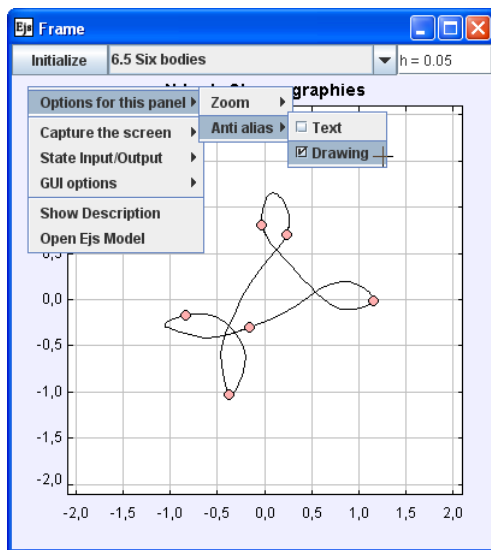 Ejs Frame
Initialize 6.5 Six bodies h = 0.05
ographies
Options for this panel Zoom
Anti alias Text
Capture the screen Drawing
State Input/Output
GUI options
Show Description
Open Ejs Model
0,0
-0,5
-1,0
-1,5
-2,0
-2,0 -1,5 -1,0 -0,5 0,0 0,5 1,0 1,5 2,0